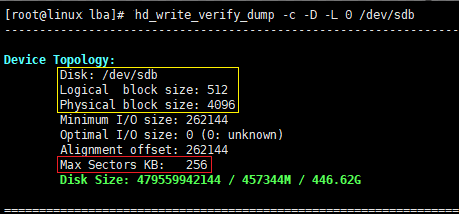 [root@linux lba]# hd_write_verify_dump -c -D -L 0 /dev/sdb
--------------------------------------------------------------------
Device Topology:
Disk: /dev/sdb
Logical  block size: 512
Physical block size: 4096
Minimum I/O size: 262144
Optimal I/O size: 0 (0: unknown)
Alignment offset: 262144
Max Sectors KB:   256
Disk Size: 479559942144 / 457344M / 446.62G
--------------------------------------------------------------------
====================================================================